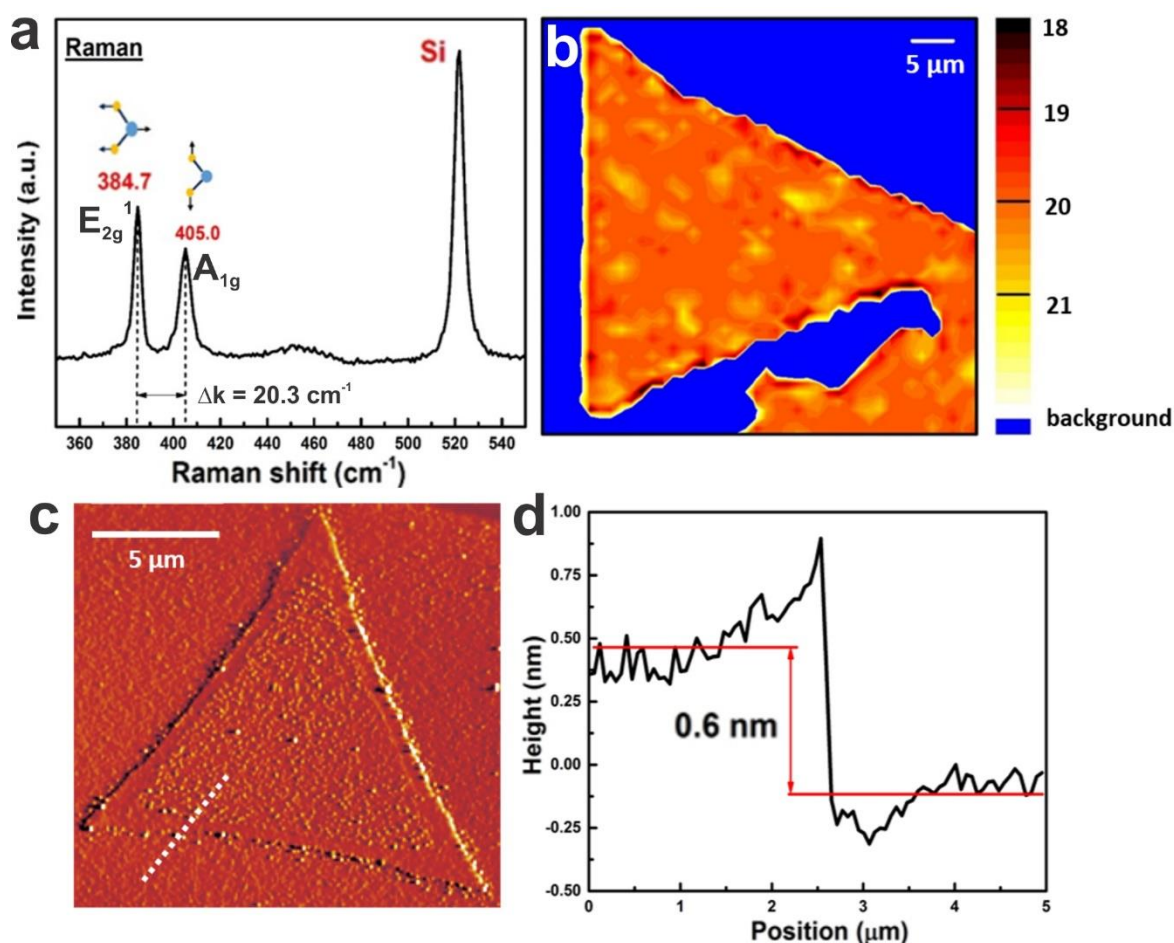 a
Raman
Si
384.7
E₂g¹
405.0
A₁g
Δk = 20.3 cm⁻¹
Intensity (a.u.)
360 380 400 420 440 460 480 500 520 540
Raman shift (cm⁻¹)
b
5 μm
18
19
20
21
background
c
5 μm
d
1.00
0.75
0.50
0.25
0.00
-0.25
-0.50
Height (nm)
0.6 nm
0 1 2 3 4 5
Position (μm)